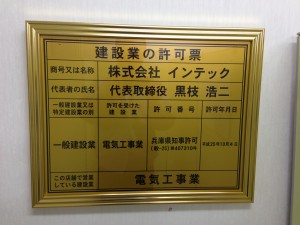 建設業の許可票
商号又は名称 株式会社 インテック
代表者の氏名 代表取締役 黒枝 浩二
一般建設業又は
特定建設業の別
許可を受けた
建設業
許可番号
許可年月日
一般建設業
電気工事業
兵庫県知事許可
この店舗で営業
している建設業
電気工事業